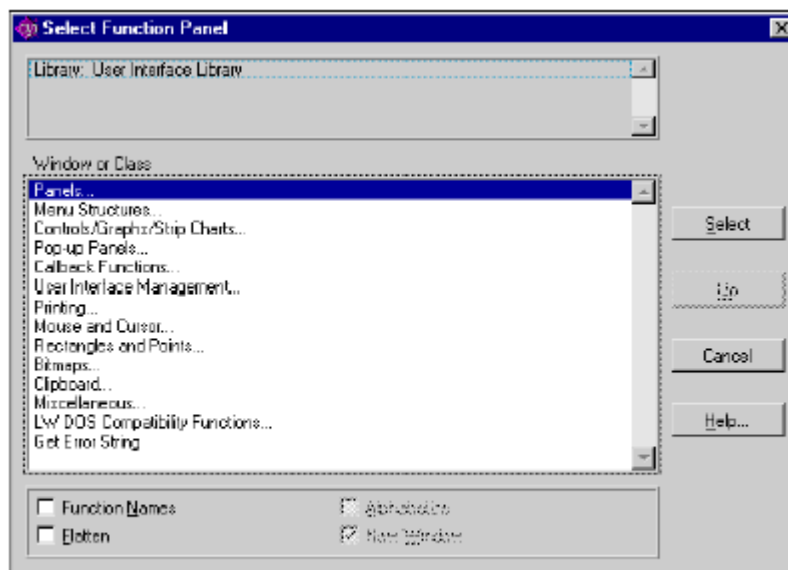 cvi Select Function Panel
Library: User Interface Library
Window or Class
Panels...
Menu Structures...
Controls/Graphs/Strip Charts...
Pop-up Panels...
Callback Functions...
User Interface Management...
Printing...
Mouse and Cursor...
Rectangles and Points...
Bitmaps...
Clipboard...
Miscellaneous...
LW DOS Compatibility Functions...
Get Error String
Select
Up
Cancel
Help...
Function Names
Alphabetize
Flatten
New Window